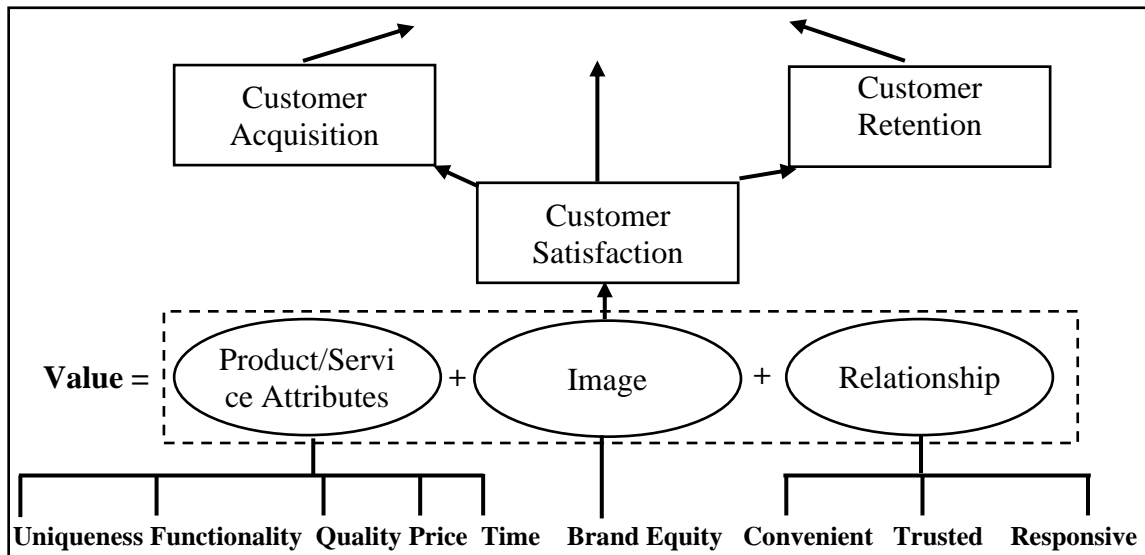 Customer
Acquisition
Customer
Retention
Customer
Satisfaction
Value =
Product/Servi
ce Attributes
+
Image
+
Relationship
Uniqueness Functionality Quality Price Time Brand Equity Convenient Trusted Responsive